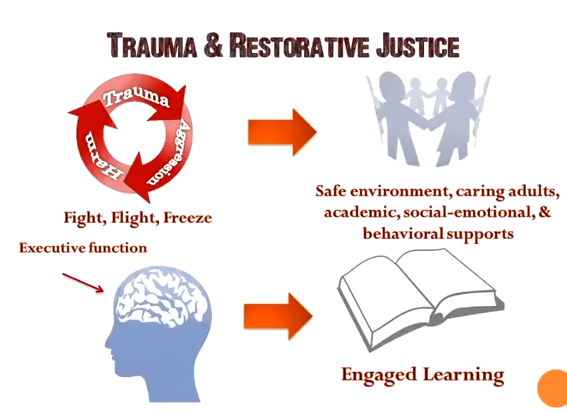 TRAUMA & RESTORATIVE JUSTICE
Trauma
Aggression
Harm
Fight, Flight, Freeze
Safe environment, caring adults,
academic, social-emotional, &
behavioral supports
Executive function
Engaged Learning